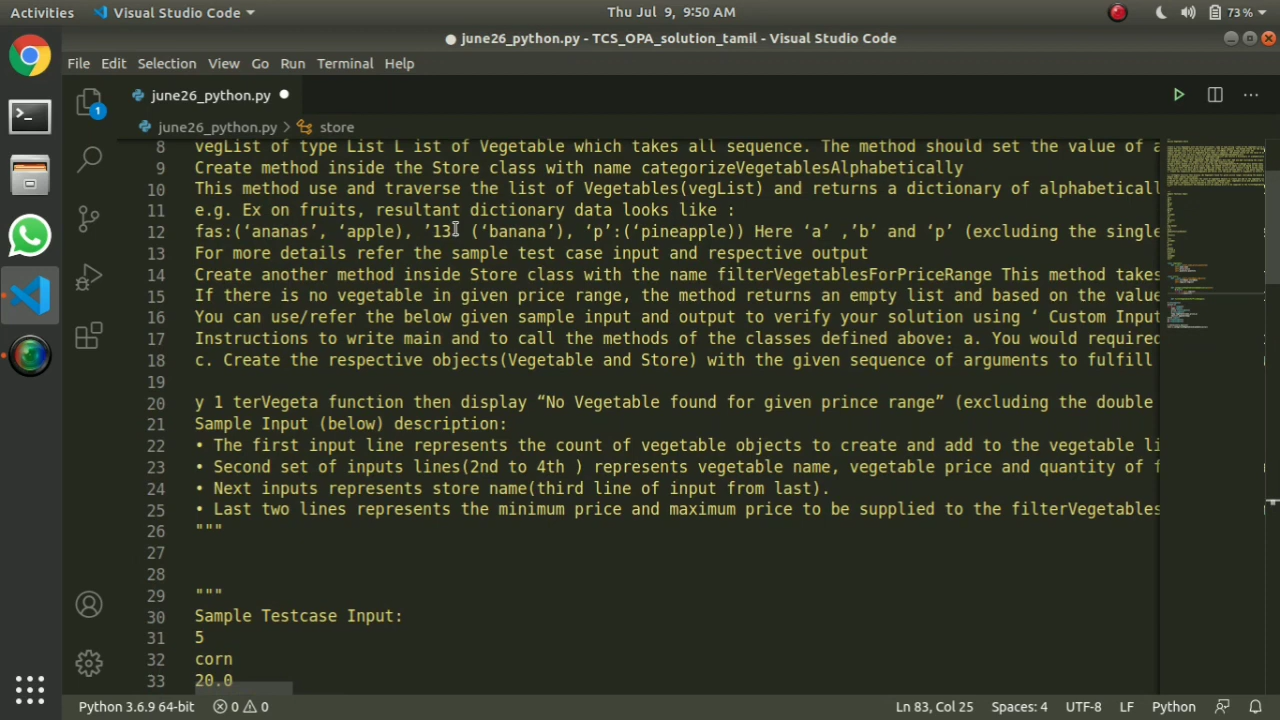 Activities Visual Studio Code Thu Jul 9, 9:50 AM 73%
june26_python.py - TCS_OPA_solution_tamil - Visual Studio Code
File Edit Selection View Go Run Terminal Help
june26_python.py
june26_python.py > store
1
8 vegList of type List L ist of Vegetable which takes all sequence. The method should set the value of a
9 Create method inside the Store class with name categorizeVegetablesAlphabetically
10 This method use and traverse the list of Vegetables(vegList) and returns a dictionary of alphabeticall
11 e.g. Ex on fruits, resultant dictionary data looks like :
12 fas:(‘ananas’, ‘apple), ’13: (‘banana’), ‘p’:(‘pineapple)) Here ‘a’ ,’b’ and ‘p’ (excluding the single
13 For more details refer the sample test case input and respective output
14 Create another method inside Store class with the name filterVegetablesForPriceRange This method takes
15 If there is no vegetable in given price range, the method returns an empty list and based on the value
16 You can use/refer the below given sample input and output to verify your solution using ‘ Custom Input
17 Instructions to write main and to call the methods of the classes defined above: a. You would required
18 c. Create the respective objects(Vegetable and Store) with the given sequence of arguments to fulfill
19
20 y 1 terVegeta function then display “No Vegetable found for given prince range” (excluding the double
21 Sample Input (below) description:
22 • The first input line represents the count of vegetable objects to create and add to the vegetable li
23 • Second set of inputs lines(2nd to 4th ) represents vegetable name, vegetable price and quantity of
24 • Next inputs represents store name(third line of input from last).
25 • Last two lines represents the minimum price and maximum price to be supplied to the filterVegetables
26 """
27
28
29 """
30 Sample Testcase Input:
31 5
32 corn
33 20.0
Python 3.6.9 64-bit 0 0 Ln 83, Col 25 Spaces: 4 UTF-8 LF Python